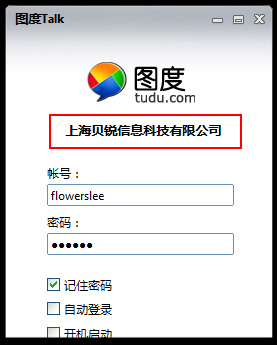 图度Talk
图度
tudu.com
上海贝锐信息科技有限公司
帐号：
flowerslee
密码：
●●●●●●
记住密码
自动登录
开机启动